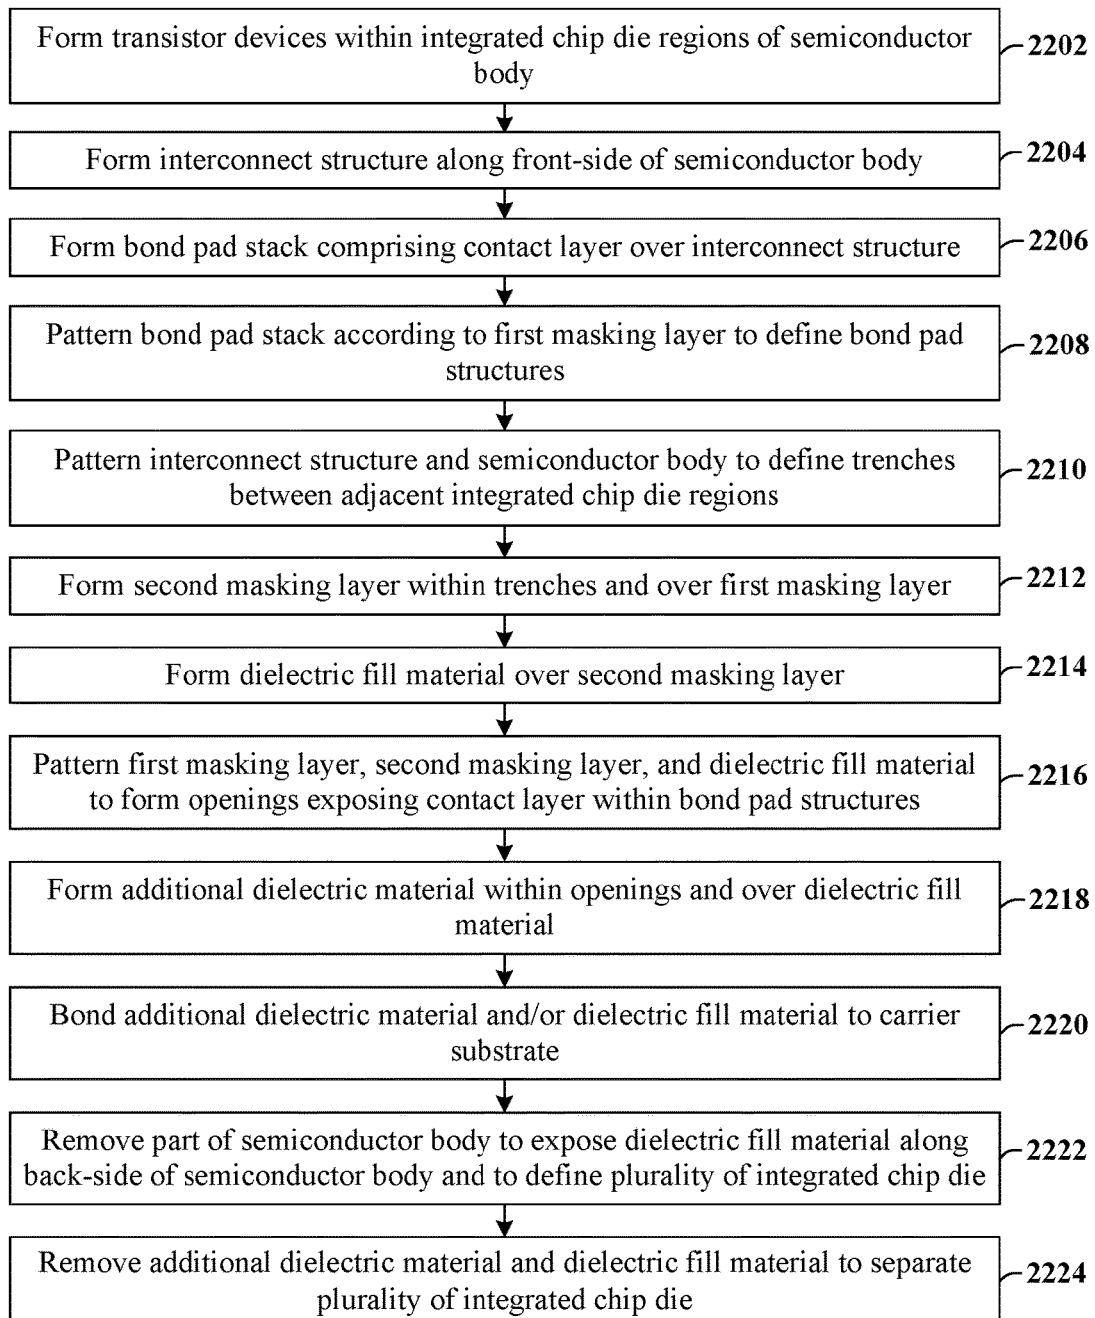 Form transistor devices within integrated chip die regions of semiconductor
body
2202
Form interconnect structure along front-side of semiconductor body
2204
Form bond pad stack comprising contact layer over interconnect structure
2206
Pattern bond pad stack according to first masking layer to define bond pad
structures
2208
Pattern interconnect structure and semiconductor body to define trenches
between adjacent integrated chip die regions
2210
Form second masking layer within trenches and over first masking layer
2212
Form dielectric fill material over second masking layer
2214
Pattern first masking layer, second masking layer, and dielectric fill material
to form openings exposing contact layer within bond pad structures
2216
Form additional dielectric material within openings and over dielectric fill
material
2218
Bond additional dielectric material and/or dielectric fill material to carrier
substrate
2220
Remove part of semiconductor body to expose dielectric fill material along
back-side of semiconductor body and to define plurality of integrated chip die
2222
Remove additional dielectric material and dielectric fill material to separate
plurality of integrated chip die
2224